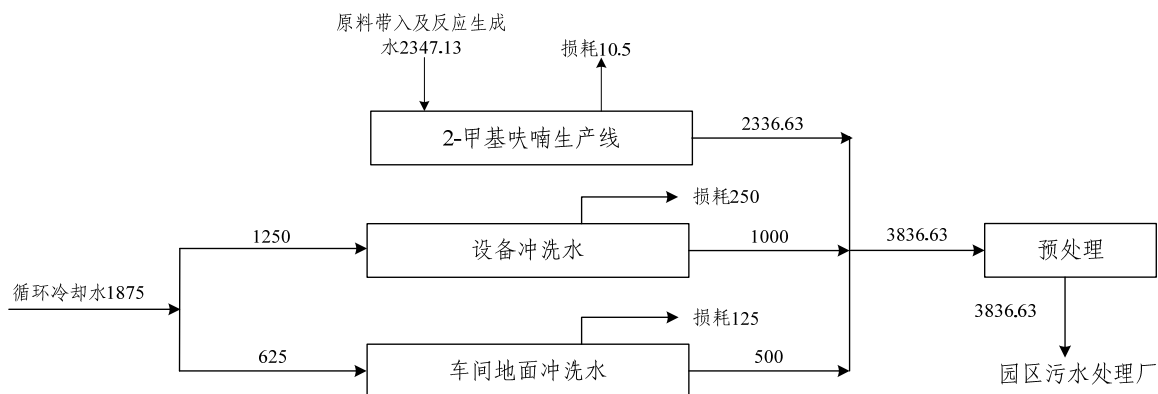 原料带入及反应生成
水2347.13
损耗10.5
2-甲基呋喃生产线
2336.63
损耗250
1250
设备冲洗水
1000
3836.63
预处理
循环冷却水1875
损耗125
3836.63
625
车间地面冲洗水
500
园区污水处理厂